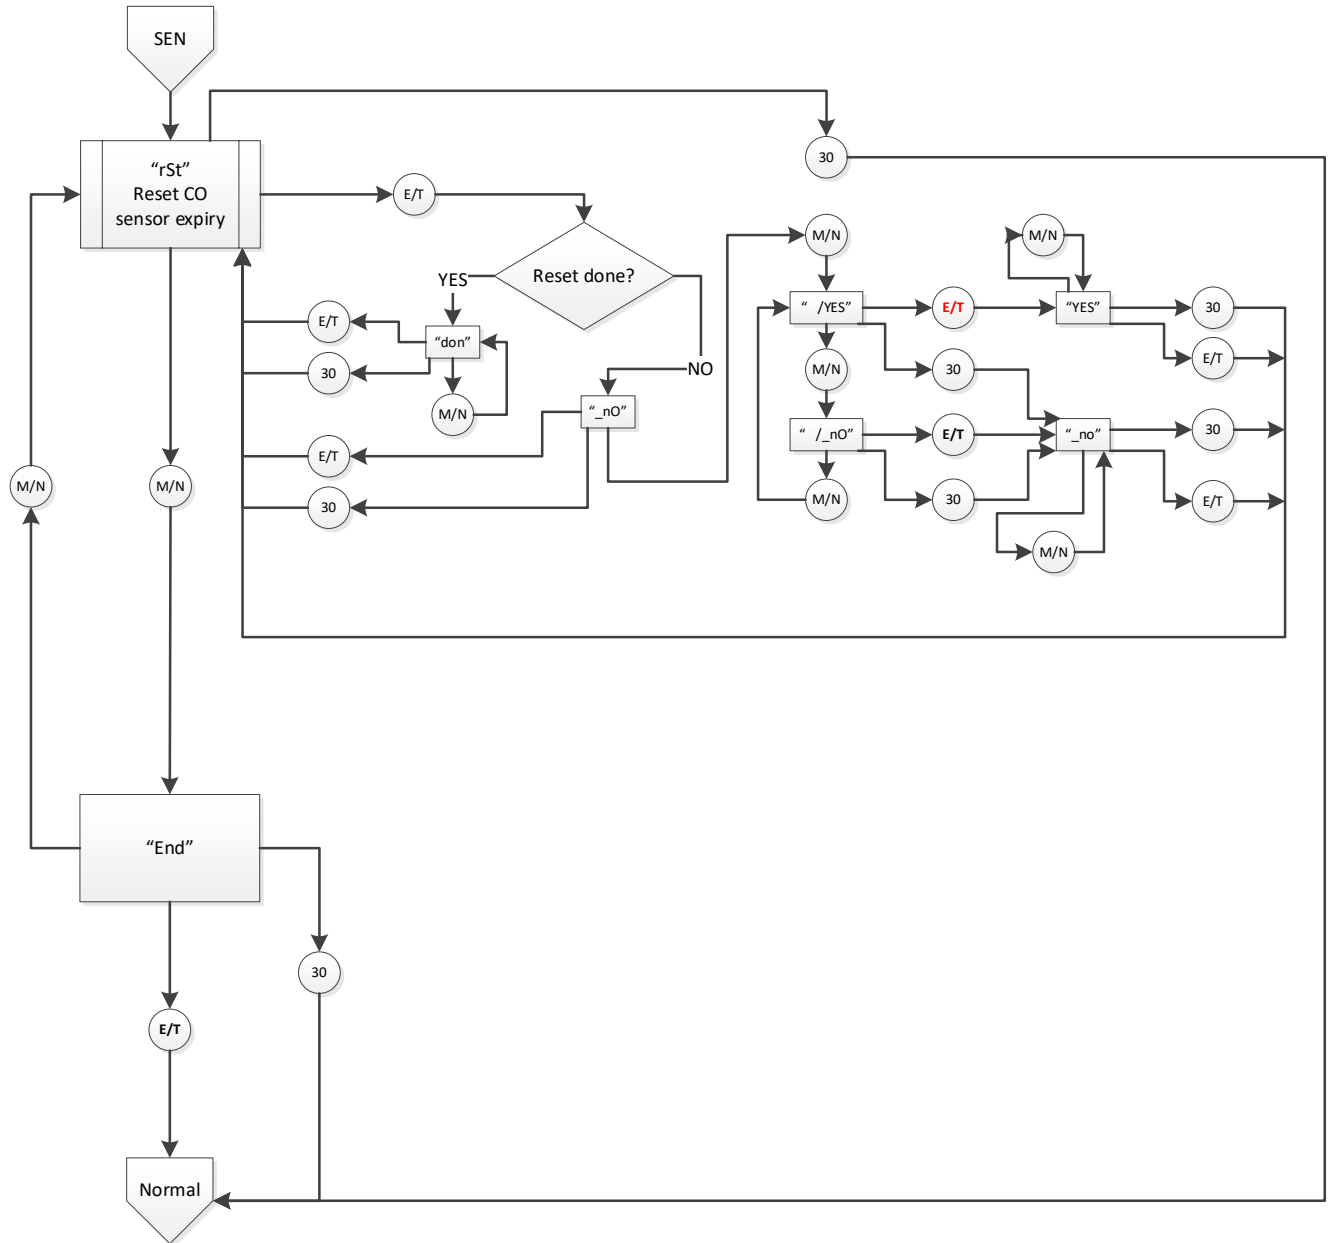 SEN
“rSt”
Reset CO
sensor expiry
30
E/T
Reset done?
YES
NO
“don”
E/T
30
M/N
“_nO”
E/T
30
M/N
“ /YES”
E/T
M/N
30
“ /_nO”
E/T
M/N
30
M/N
“YES”
30
E/T
“_no”
30
E/T
M/N
M/N
M/N
“End”
30
E/T
Normal